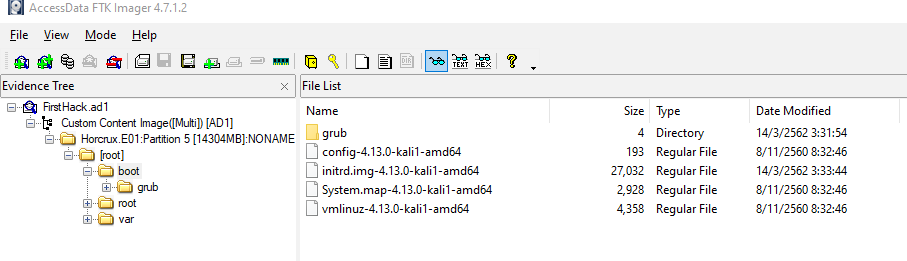 AccessData FTK Imager 4.7.1.2
File View Mode Help
TEXT HEX
Evidence Tree
FirstHack.ad1
Custom Content Image([Multi]) [AD1]
Horcrux.E01:Partition 5 [14304MB]:NONAME
[root]
boot
grub
root
var
File List
Name Size Type Date Modified
grub 4 Directory 14/3/2562 3:31:54
config-4.13.0-kali1-amd64 193 Regular File 8/11/2560 8:32:46
initrd.img-4.13.0-kali1-amd64 27,032 Regular File 14/3/2562 3:33:44
System.map-4.13.0-kali1-amd64 2,928 Regular File 8/11/2560 8:32:46
vmlinuz-4.13.0-kali1-amd64 4,358 Regular File 8/11/2560 8:32:46